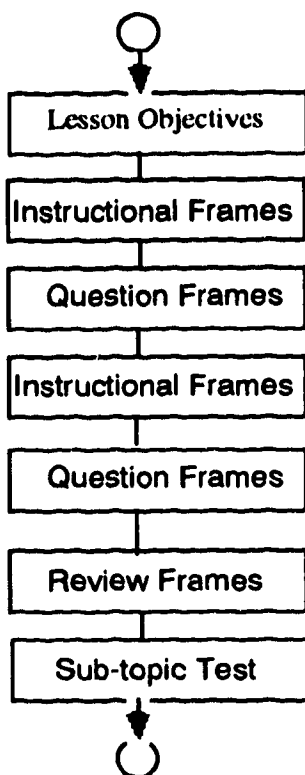 Lesson Objectives
Instructional Frames
Question Frames
Instructional Frames
Question Frames
Review Frames
Sub-topic Test